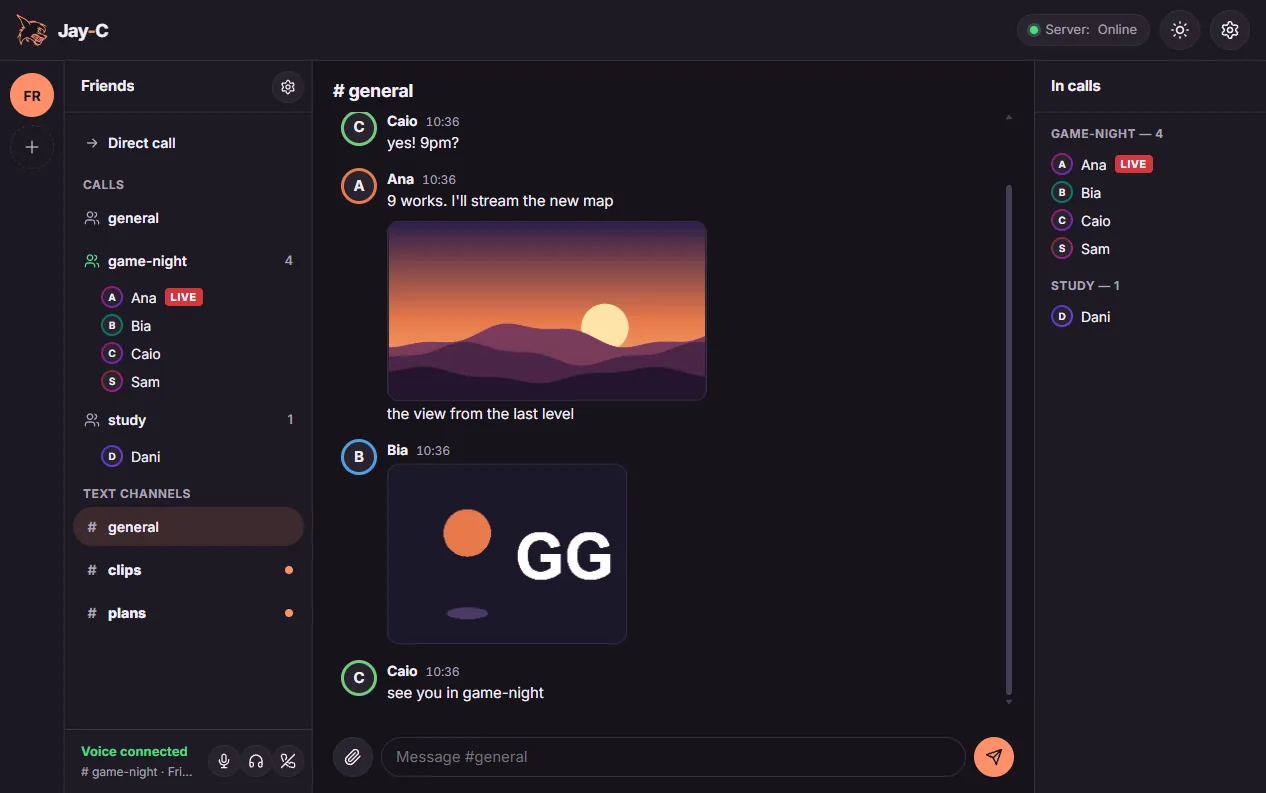 Jay-C
Server: Online
FR
Friends
Direct call
CALLS
general
game-night 4
A Ana LIVE
B Bia
C Caio
S Sam
study 1
D Dani
TEXT CHANNELS
# general
# clips
# plans
Voice connected
# game-night · Fri...
# general
C Caio 10:36
yes! 9pm?
A Ana 10:36
9 works. I'll stream the new map
the view from the last level
B Bia 10:36
GG
C Caio 10:36
see you in game-night
Message #general
In calls
GAME-NIGHT — 4
A Ana LIVE
B Bia
C Caio
S Sam
STUDY — 1
D Dani